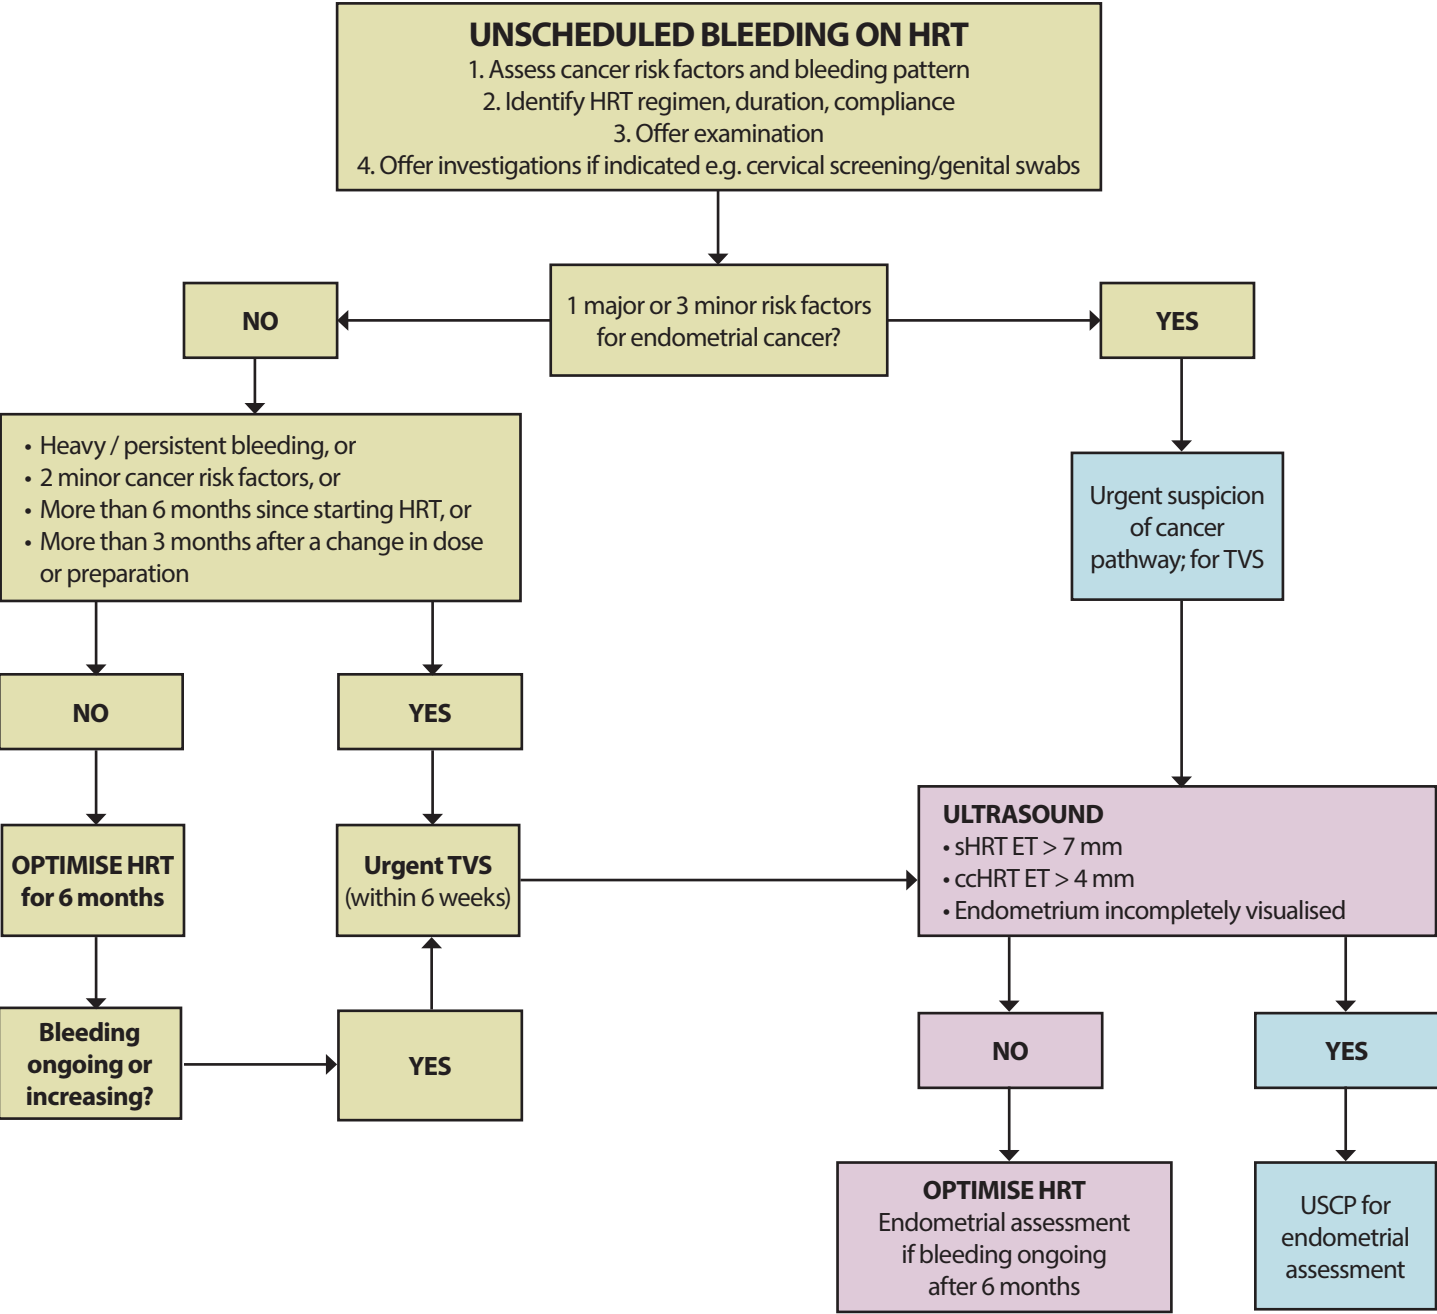 UNSCHEDULED BLEEDING ON HRT
1. Assess cancer risk factors and bleeding pattern
2. Identify HRT regimen, duration, compliance
3. Offer examination
4. Offer investigations if indicated e.g. cervical screening/genital swabs
1 major or 3 minor risk factors
for endometrial cancer?
NO
YES
• Heavy / persistent bleeding, or
• 2 minor cancer risk factors, or
• More than 6 months since starting HRT, or
• More than 3 months after a change in dose
or preparation
Urgent suspicion
of cancer
pathway; for TVS
NO
YES
OPTIMISE HRT
for 6 months
Urgent TVS
(within 6 weeks)
ULTRASOUND
• sHRT ET > 7 mm
• ccHRT ET > 4 mm
• Endometrium incompletely visualised
Bleeding
ongoing or
increasing?
YES
NO
YES
OPTIMISE HRT
Endometrial assessment
if bleeding ongoing
after 6 months
USCP for
endometrial
assessment